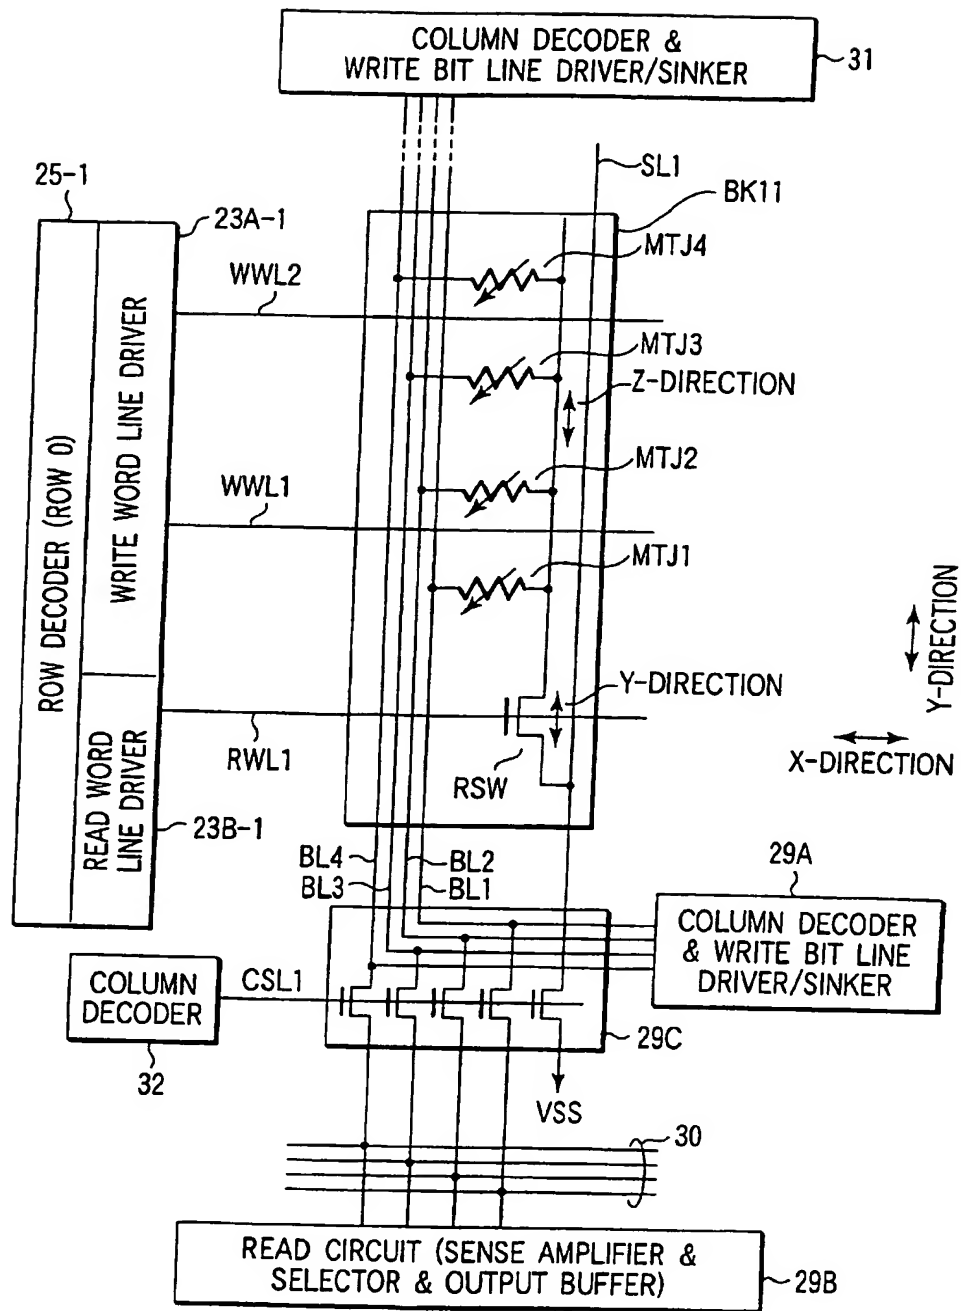 COLUMN DECODER &
WRITE BIT LINE DRIVER/SINKER
31
SL1
25-1
BK11
23A-1
MTJ4
WWL2
MTJ3
Z-DIRECTION
MTJ2
WWL1
MTJ1
ROW DECODER (ROW 0)
WRITE WORD LINE DRIVER
Y-DIRECTION
Y-DIRECTION
X-DIRECTION
RWL1
RSW
READ WORD
LINE DRIVER
23B-1
BL4
BL2
BL3
BL1
29A
COLUMN DECODER
& WRITE BIT LINE
DRIVER/SINKER
COLUMN
DECODER
CSL1
29C
32
VSS
30
READ CIRCUIT (SENSE AMPLIFIER &
SELECTOR & OUTPUT BUFFER)
29B